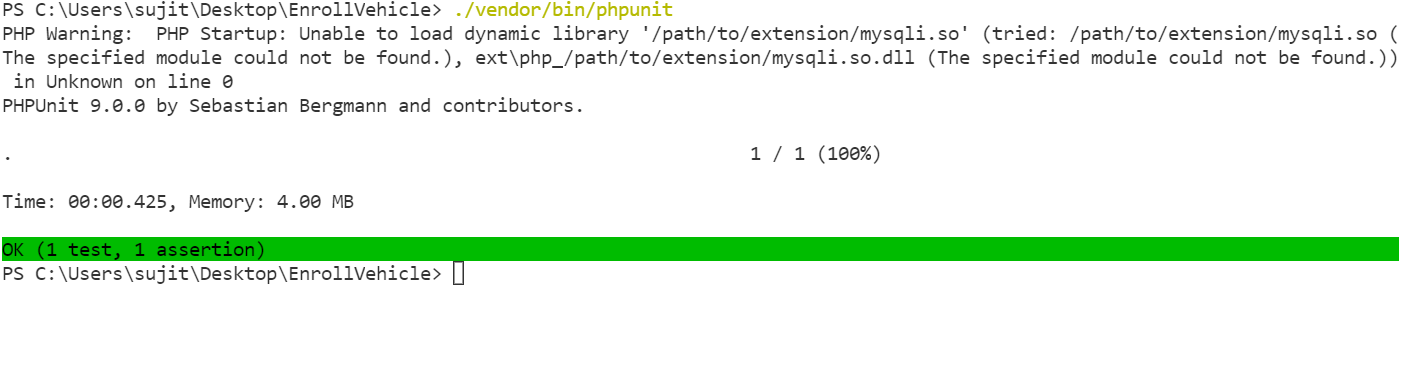 PS C:\Users\sujit\Desktop\EnrollVehicle> ./vendor/bin/phpunit
PHP Warning:  PHP Startup: Unable to load dynamic library '/path/to/extension/mysqli.so' (tried: /path/to/extension/mysqli.so (
The specified module could not be found.), ext\php_/path/to/extension/mysqli.so.dll (The specified module could not be found.))
 in Unknown on line 0
PHPUnit 9.0.0 by Sebastian Bergmann and contributors.
.                                                                   1 / 1 (100%)
Time: 00:00.425, Memory: 4.00 MB
OK (1 test, 1 assertion)
PS C:\Users\sujit\Desktop\EnrollVehicle>